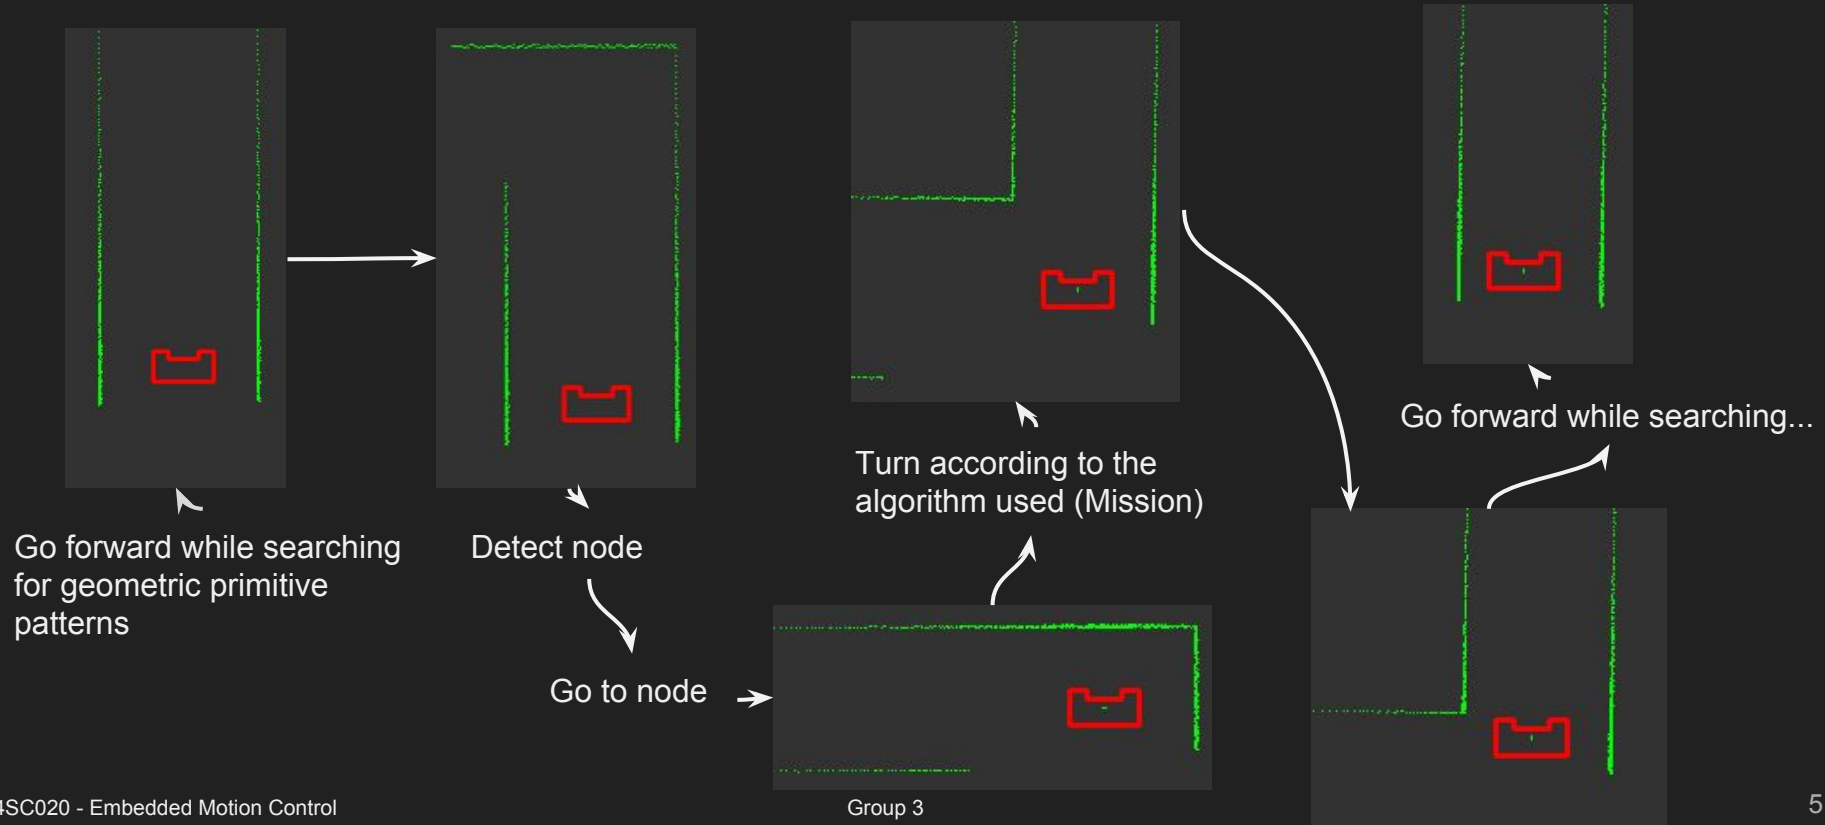 Go forward while searching
for geometric primitive
patterns
Detect node
Go to node
Turn according to the
algorithm used (Mission)
Go forward while searching...
4SC020 - Embedded Motion Control
Group 3
5